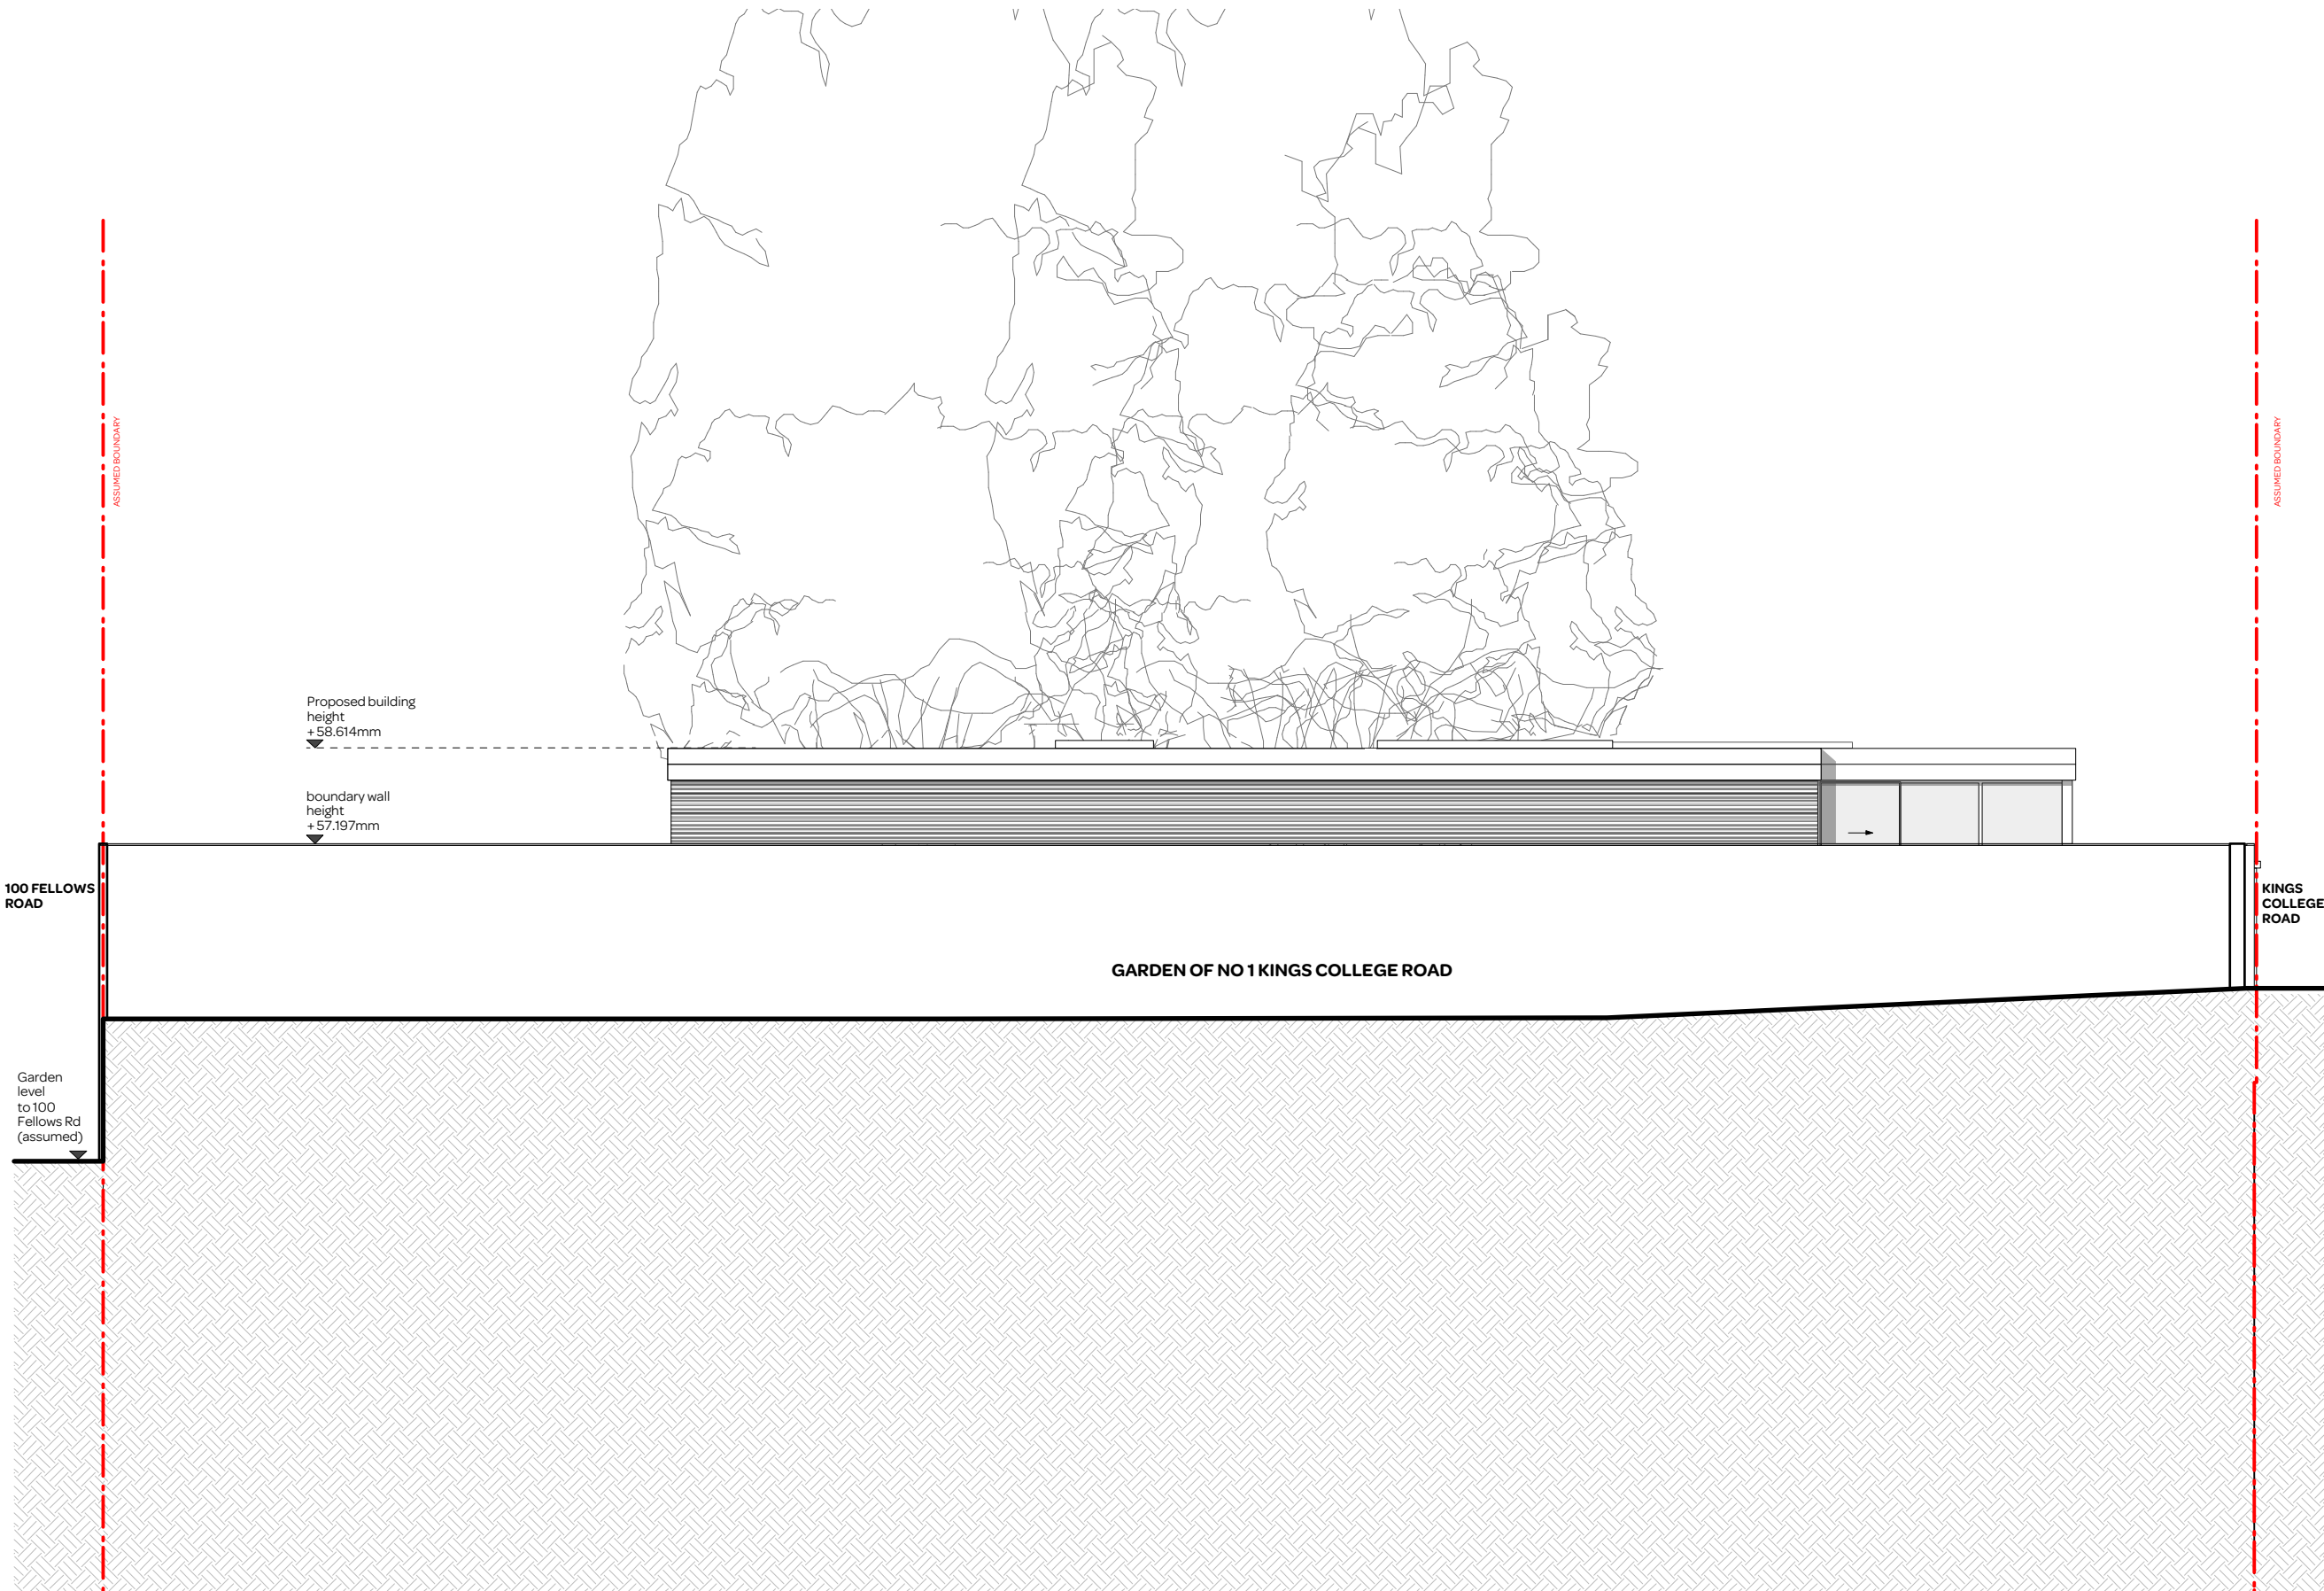 ASSUMED BOUNDARY
ASSUMED BOUNDARY
Proposed building
height
+58.614mm
boundary wall
height
+57.197mm
100 FELLOWS
ROAD
KINGS
COLLEGE
ROAD
GARDEN OF NO 1 KINGS COLLEGE ROAD
Garden
level
to 100
Fellows Rd
(assumed)